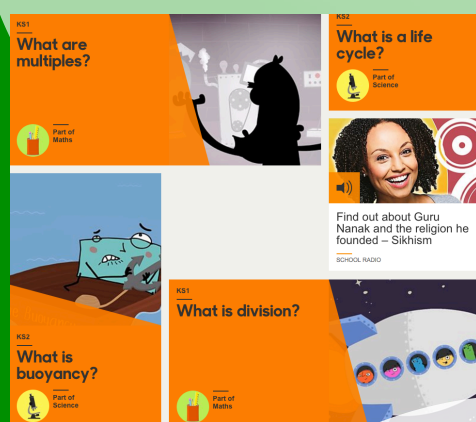 KS1
What are
multiples?
Part of
Maths
KS2
What is a life
cycle?
Part of
Science
Find out about Guru
Nanak and the religion he
founded – Sikhism
SCHOOL RADIO
KS2
What is
buoyancy?
Part of
Science
KS1
What is division?
Part of
Maths